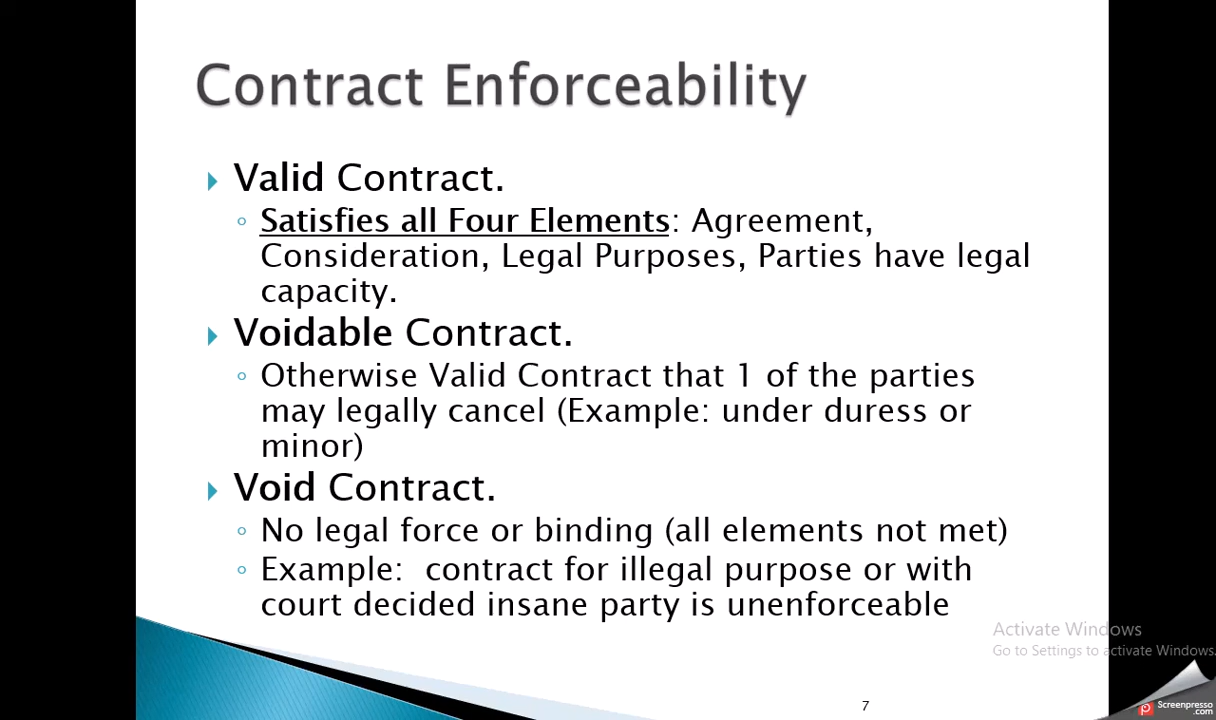 Contract Enforceability
Valid Contract.
Satisfies all Four Elements: Agreement,
Consideration, Legal Purposes, Parties have legal
capacity.
Voidable Contract.
Otherwise Valid Contract that 1 of the parties
may legally cancel (Example: under duress or
minor)
Void Contract.
No legal force or binding (all elements not met)
Example:  contract for illegal purpose or with
court decided insane party is unenforceable
Activate Windows
Go to Settings to activate Windows.
7
Screenpresso
.com